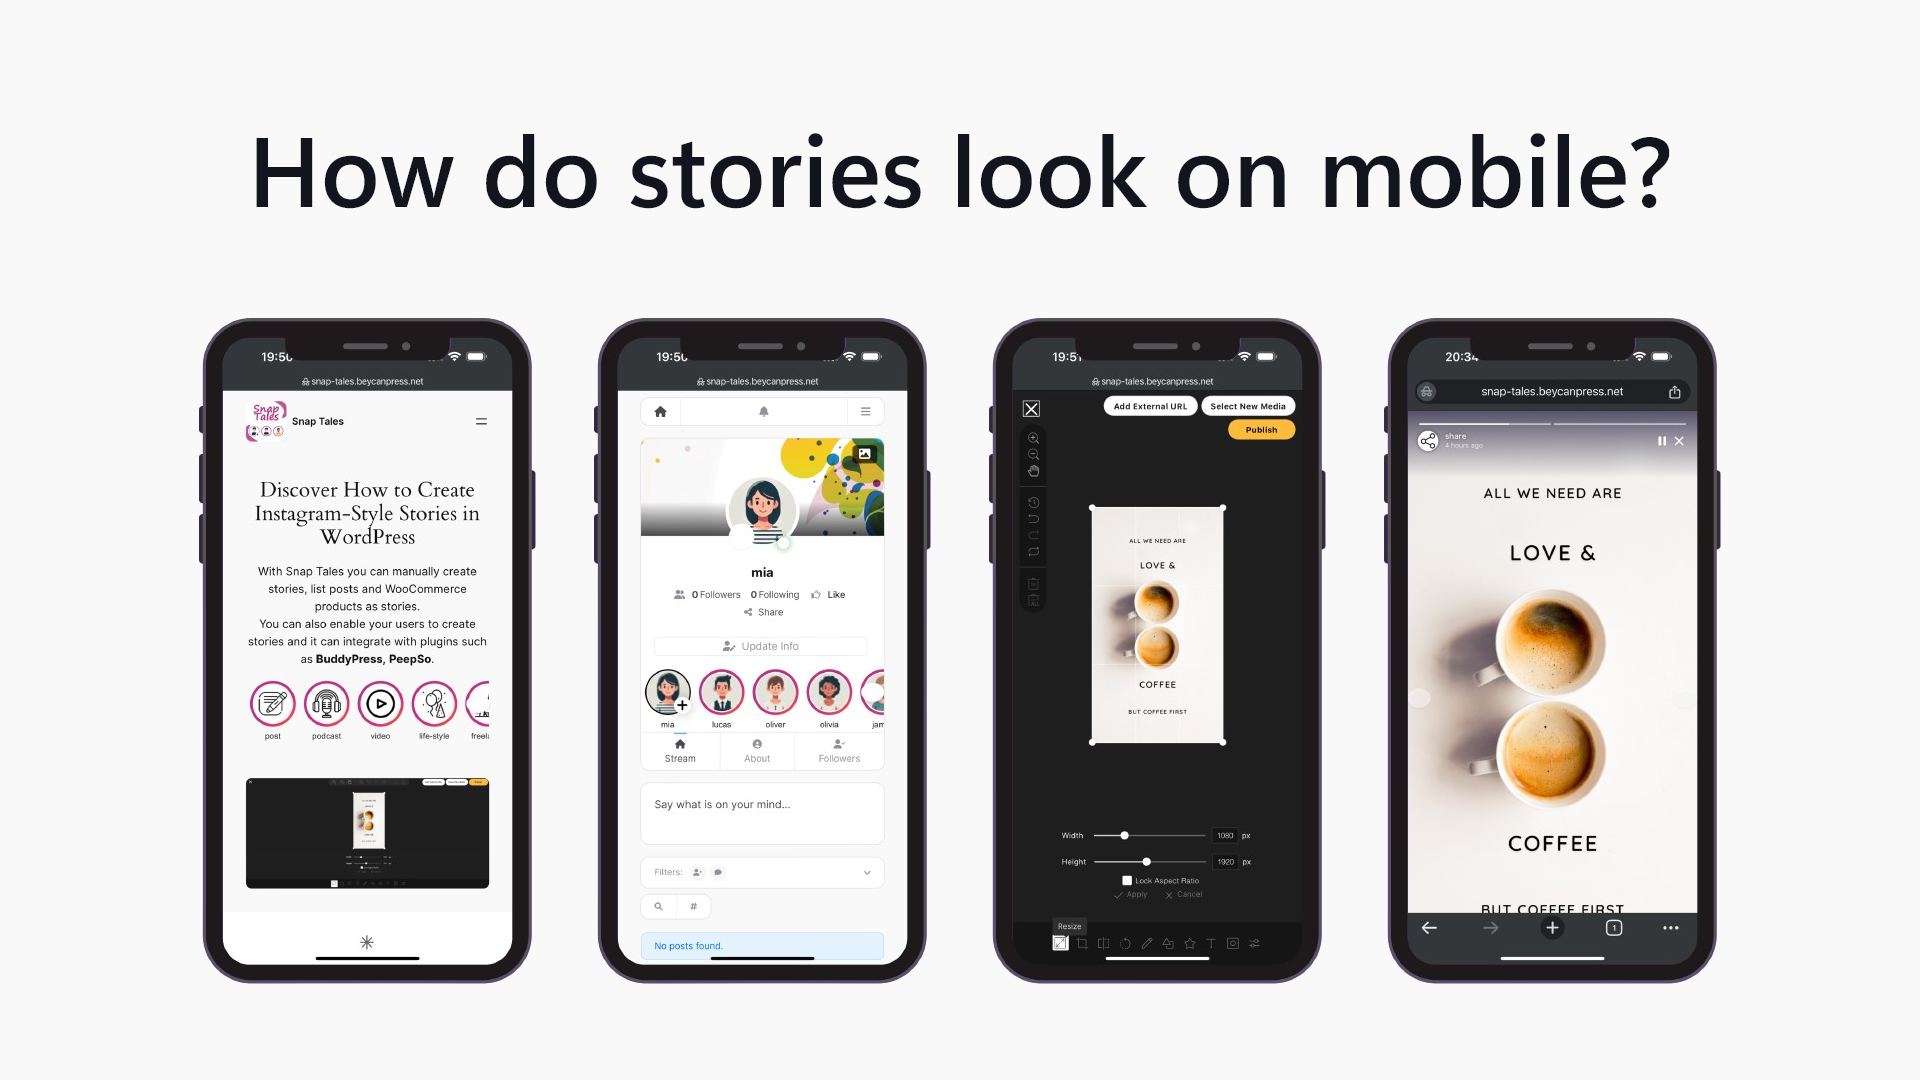 How do stories look on mobile?
19:50
snap-tales.beycanpress.net
Snap Tales
Snap Tales
Discover How to Create
Instagram-Style Stories in
WordPress
With Snap Tales you can manually create
stories, list posts and WooCommerce
products as stories.
You can also enable your users to create
stories and it can integrate with plugins such
as BuddyPress, PeepSo.
post podcast video life-style
19:50
snap-tales.beycanpress.net
mia
0 Followers 0 Following Like
Share
Update Info
mia lucas oliver olivia
Stream About Followers
Say what is on your mind...
Filters:
#
No posts found.
19:51
snap-tales.beycanpress.net
Add External URL Select New Media
Publish
ALL WE NEED ARE
LOVE &
COFFEE
BUT COFFEE FIRST
Width 1080 px
Height 1920 px
Lock Aspect Ratio
Apply Cancel
Resize
20:34
snap-tales.beycanpress.net
share
4 hours ago
ALL WE NEED ARE
LOVE &
COFFEE
BUT COFFEE FIRST
1